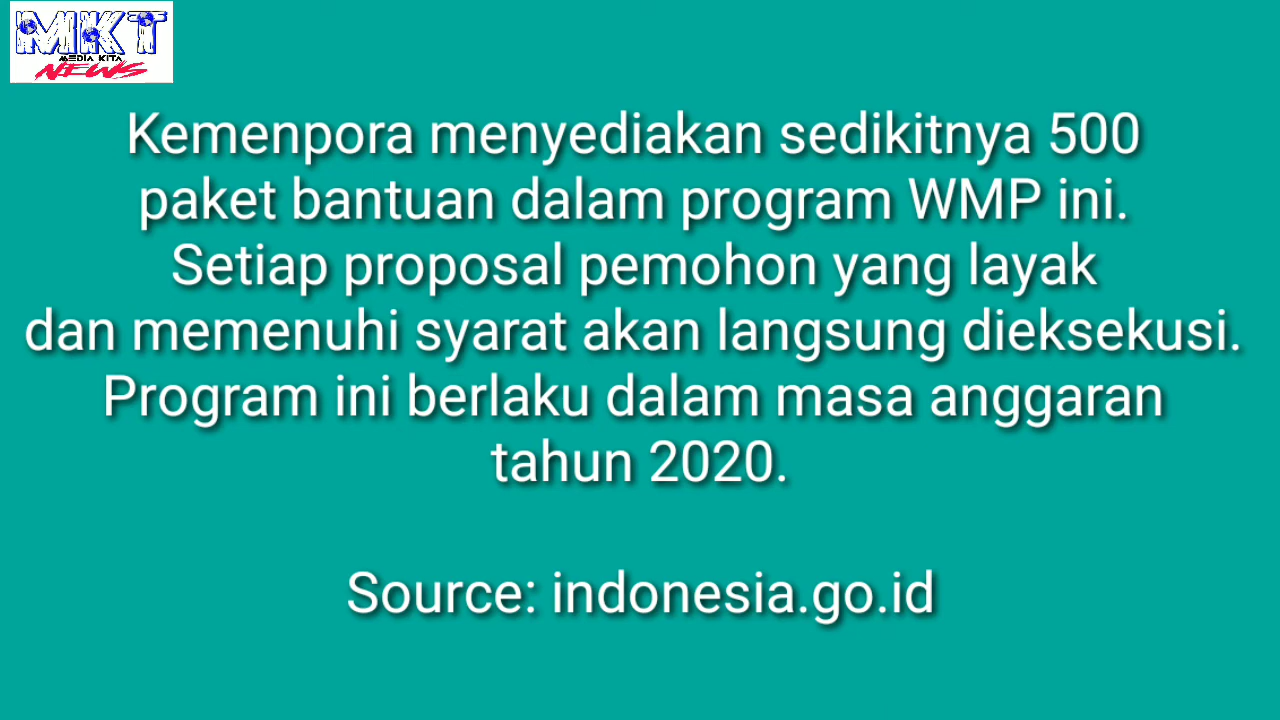 MKT
MEDIA KITA
NEWS
Kemenpora menyediakan sedikitnya 500
paket bantuan dalam program WMP ini.
Setiap proposal pemohon yang layak
dan memenuhi syarat akan langsung dieksekusi.
Program ini berlaku dalam masa anggaran
tahun 2020.
Source: indonesia.go.id